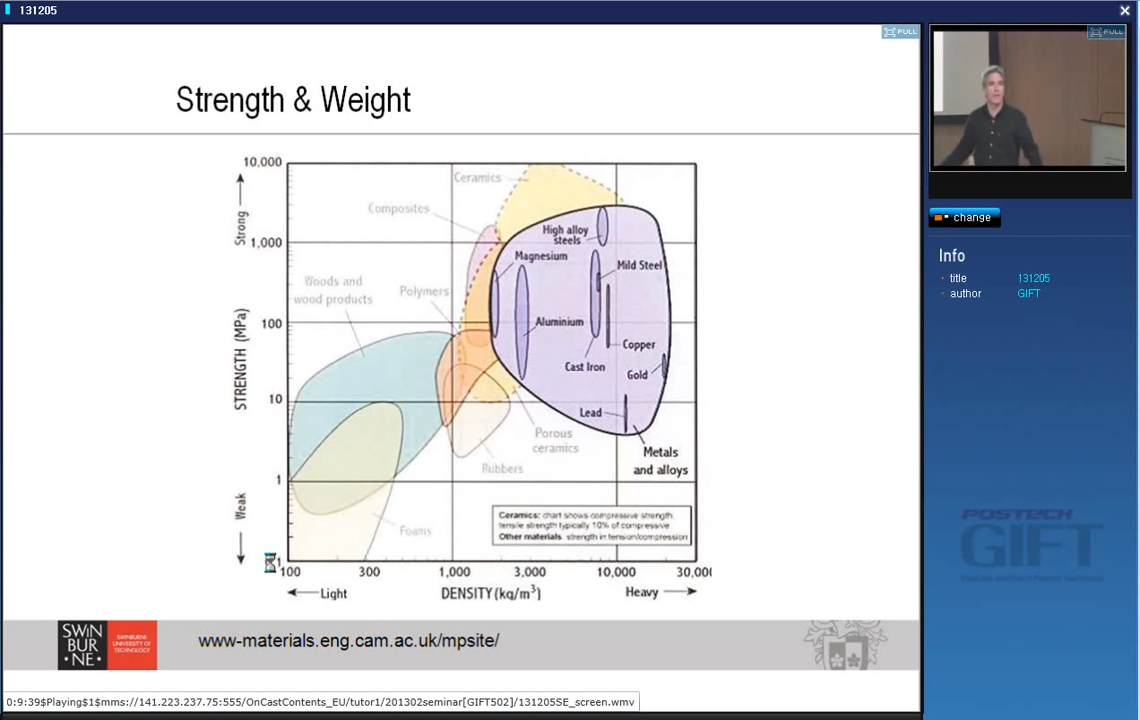 131205
FULL
FULL
Strength & Weight
10,000
1,000
100
10
1
Strong
STRENGTH (MPa)
Weak
Ceramics
Composites
Woods and
wood products
Polymers
High alloy
steels
Magnesium
Mild Steel
Aluminium
Copper
Cast Iron
Gold
Lead
Metals
and alloys
Porous
ceramics
Rubbers
Foams
Ceramics: chart shows compressive strength,
tensile strength typically 10% of compressive
Other materials: strength in tension/compression
100
300
1,000
3,000
10,000
30,00
Light
DENSITY (kg/m³)
Heavy
SWIN
BUR
•NE•
SWINBURNE
UNIVERSITY OF
TECHNOLOGY
www-materials.eng.cam.ac.uk/mpsite/
0:9:39$Playing$1$mms://141.223.237.75:555/OnCastContents_EU/tutor1/201302seminar[GIFT502]/131205SE_screen.wmv
change
Info
title 131205
author GIFT
POSTECH
GIFT